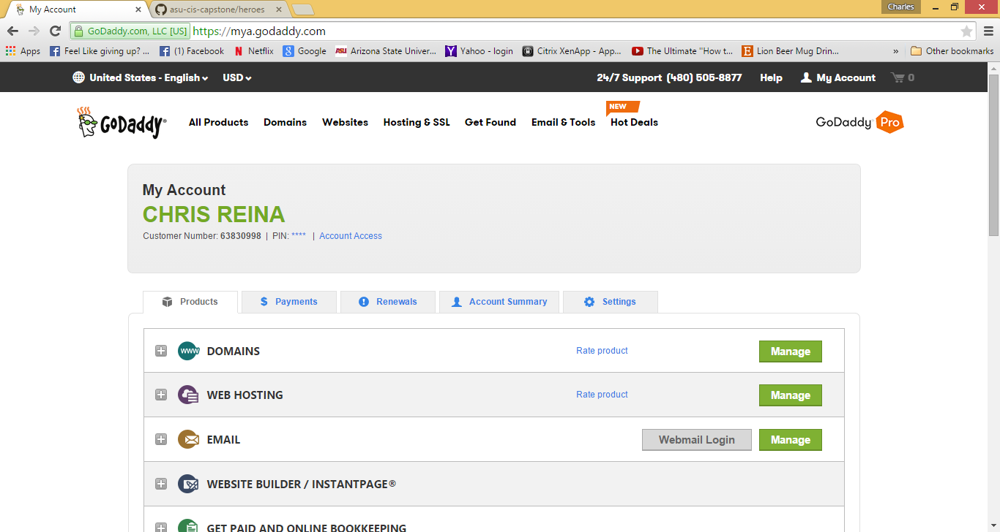 My Account
asu-cis-capstone/heroes
Charles
GoDaddy.com, LLC [US] https://mya.godaddy.com
Apps Feel Like giving up? ... (1) Facebook Netflix Google ASU Arizona State Univer... Yahoo - login Citrix XenApp - App... The Ultimate "How t... Lion Beer Mug Drin... » Other bookmarks
United States - English USD 24/7 Support (480) 505-8877 Help My Account 0
GoDaddy® All Products Domains Websites Hosting & SSL Get Found Email & Tools NEW Hot Deals GoDaddy Pro
My Account
CHRIS REINA
Customer Number: 63830998 | PIN: **** | Account Access
Products $ Payments Renewals Account Summary Settings
WWW DOMAINS Rate product Manage
WEB HOSTING Rate product Manage
EMAIL Webmail Login Manage
WEBSITE BUILDER / INSTANTPAGE®
GET PAID AND ONLINE BOOKKEEPING